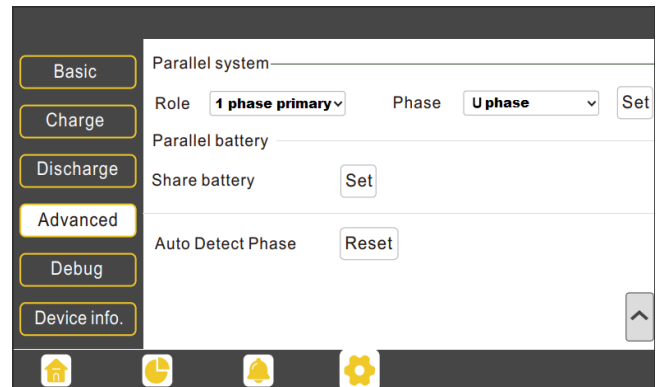 Basic
Charge
Discharge
Advanced
Debug
Device info.
Parallel system
Role 1 phase primary Phase U phase Set
Parallel battery
Share battery Set
Auto Detect Phase Reset